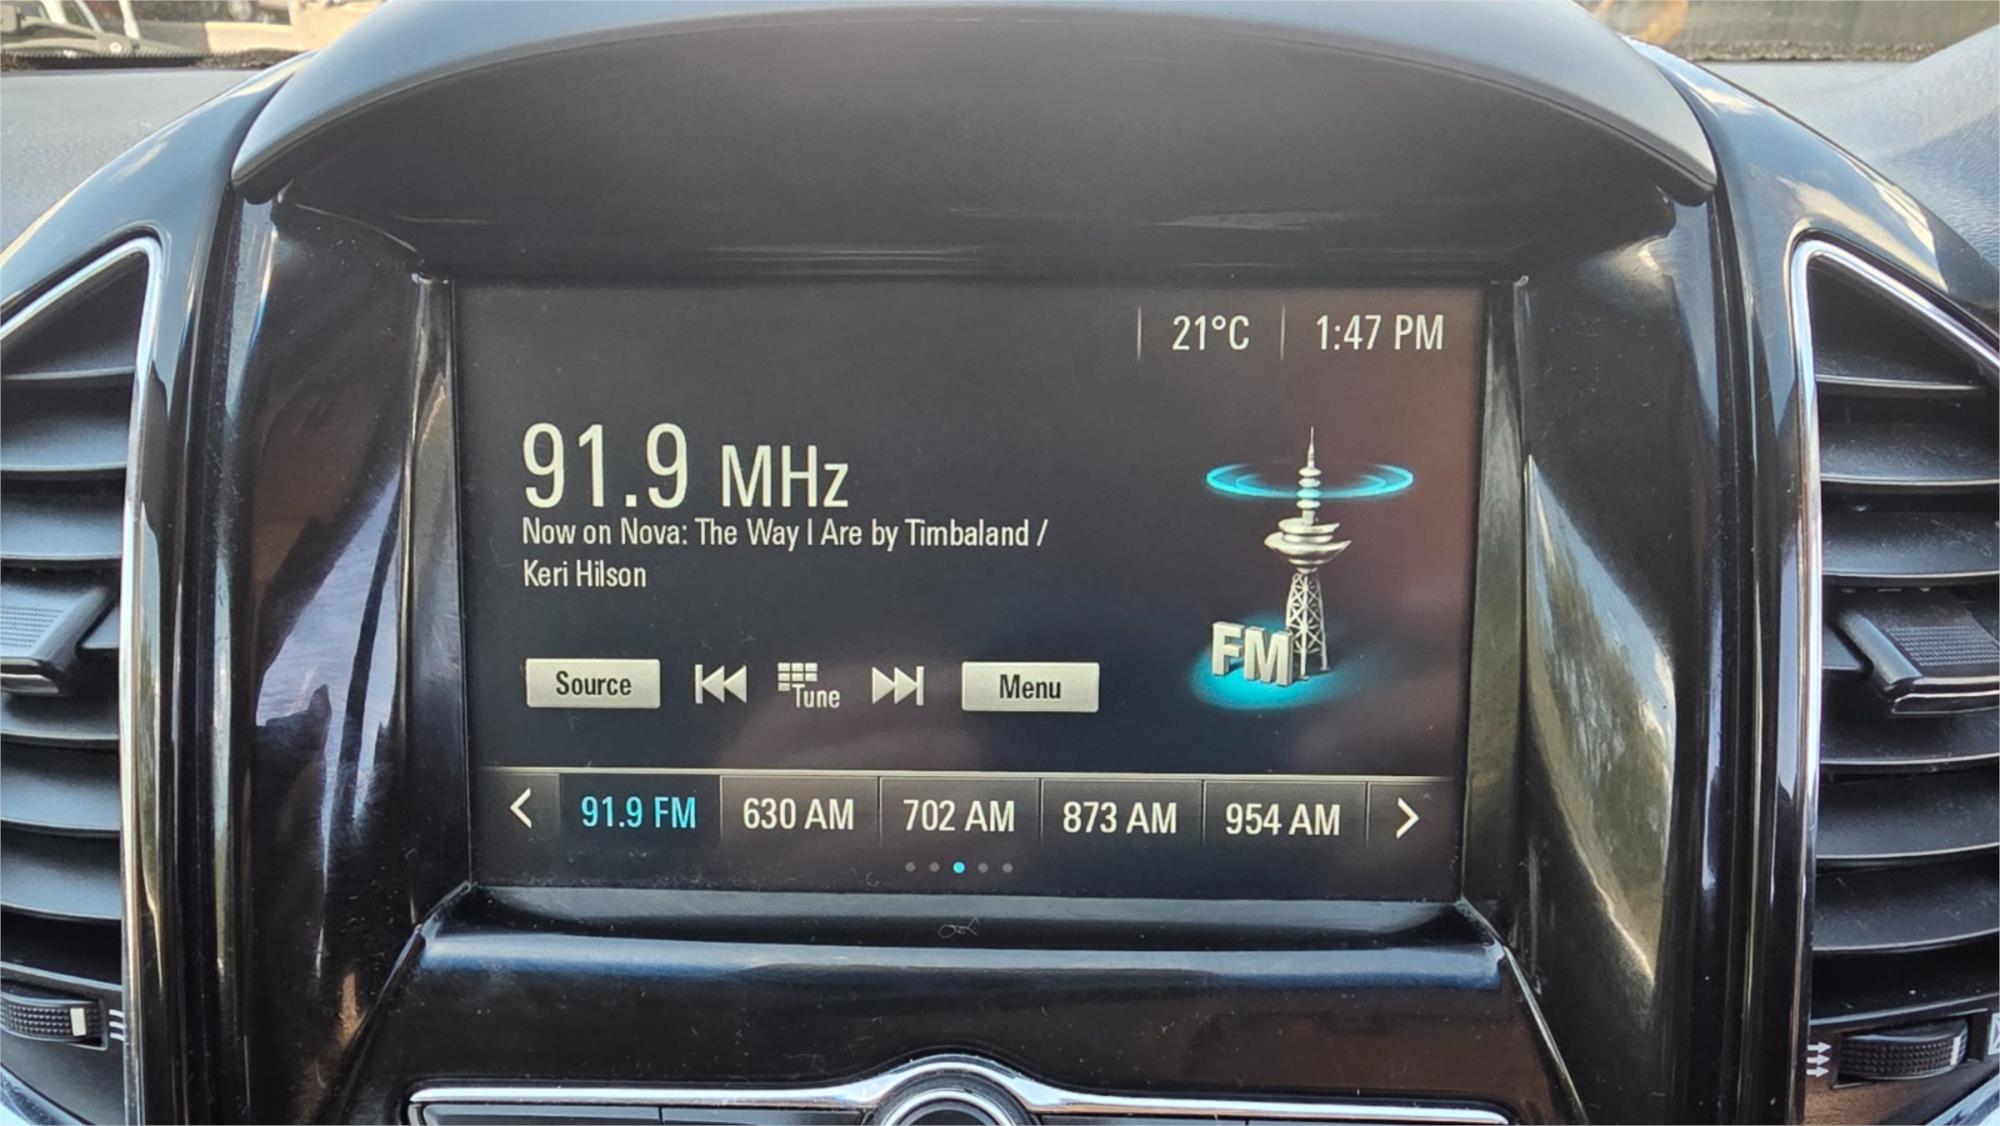 21°C 1:47 PM
91.9 MHz
Now on Nova: The Way I Are by Timbaland /
Keri Hilson
FM
Source Tune Menu
91.9 FM 630 AM 702 AM 873 AM 954 AM